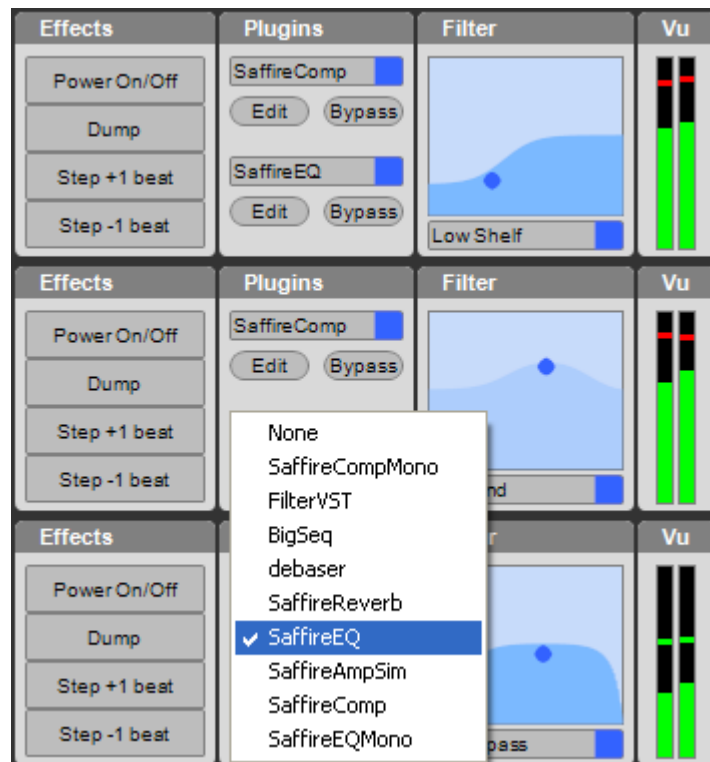 Effects Plugins Filter Vu
Power On/Off
Dump
Step +1 beat
Step -1 beat
SaffireComp
Edit Bypass
SaffireEQ
Edit Bypass
Low Shelf
Effects Plugins Filter Vu
Power On/Off
Dump
Step +1 beat
Step -1 beat
SaffireComp
Edit Bypass
None
SaffireCompMono
FilterVST
BigSeq
debaser
SaffireReverb
SaffireEQ
SaffireAmpSim
SaffireComp
SaffireEQMono
nd
Effects r Vu
Power On/Off
Dump
Step +1 beat
Step -1 beat
pass